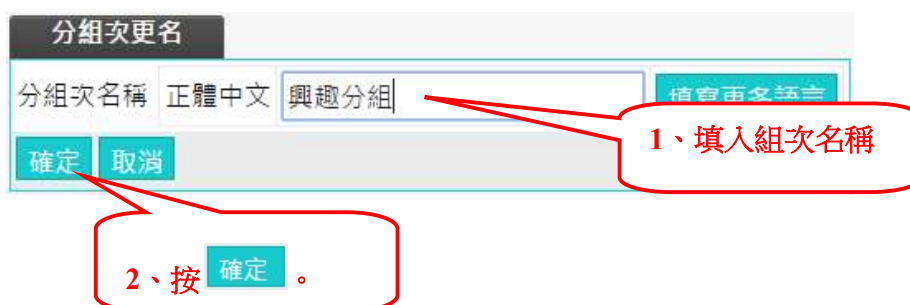 分組次更名
分組次名稱 正體中文 興趣分組 填寫更多語言
1、填入組次名稱
確定 取消
2、按 確定 。